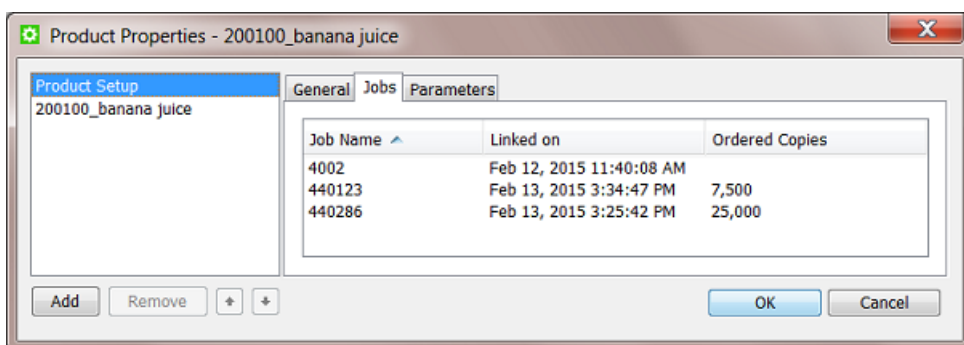 Product Properties - 200100_banana juice
Product Setup
200100_banana juice
General Jobs Parameters
Job Name Linked on Ordered Copies
4002 Feb 12, 2015 11:40:08 AM
440123 Feb 13, 2015 3:34:47 PM 7,500
440286 Feb 13, 2015 3:25:42 PM 25,000
Add Remove OK Cancel